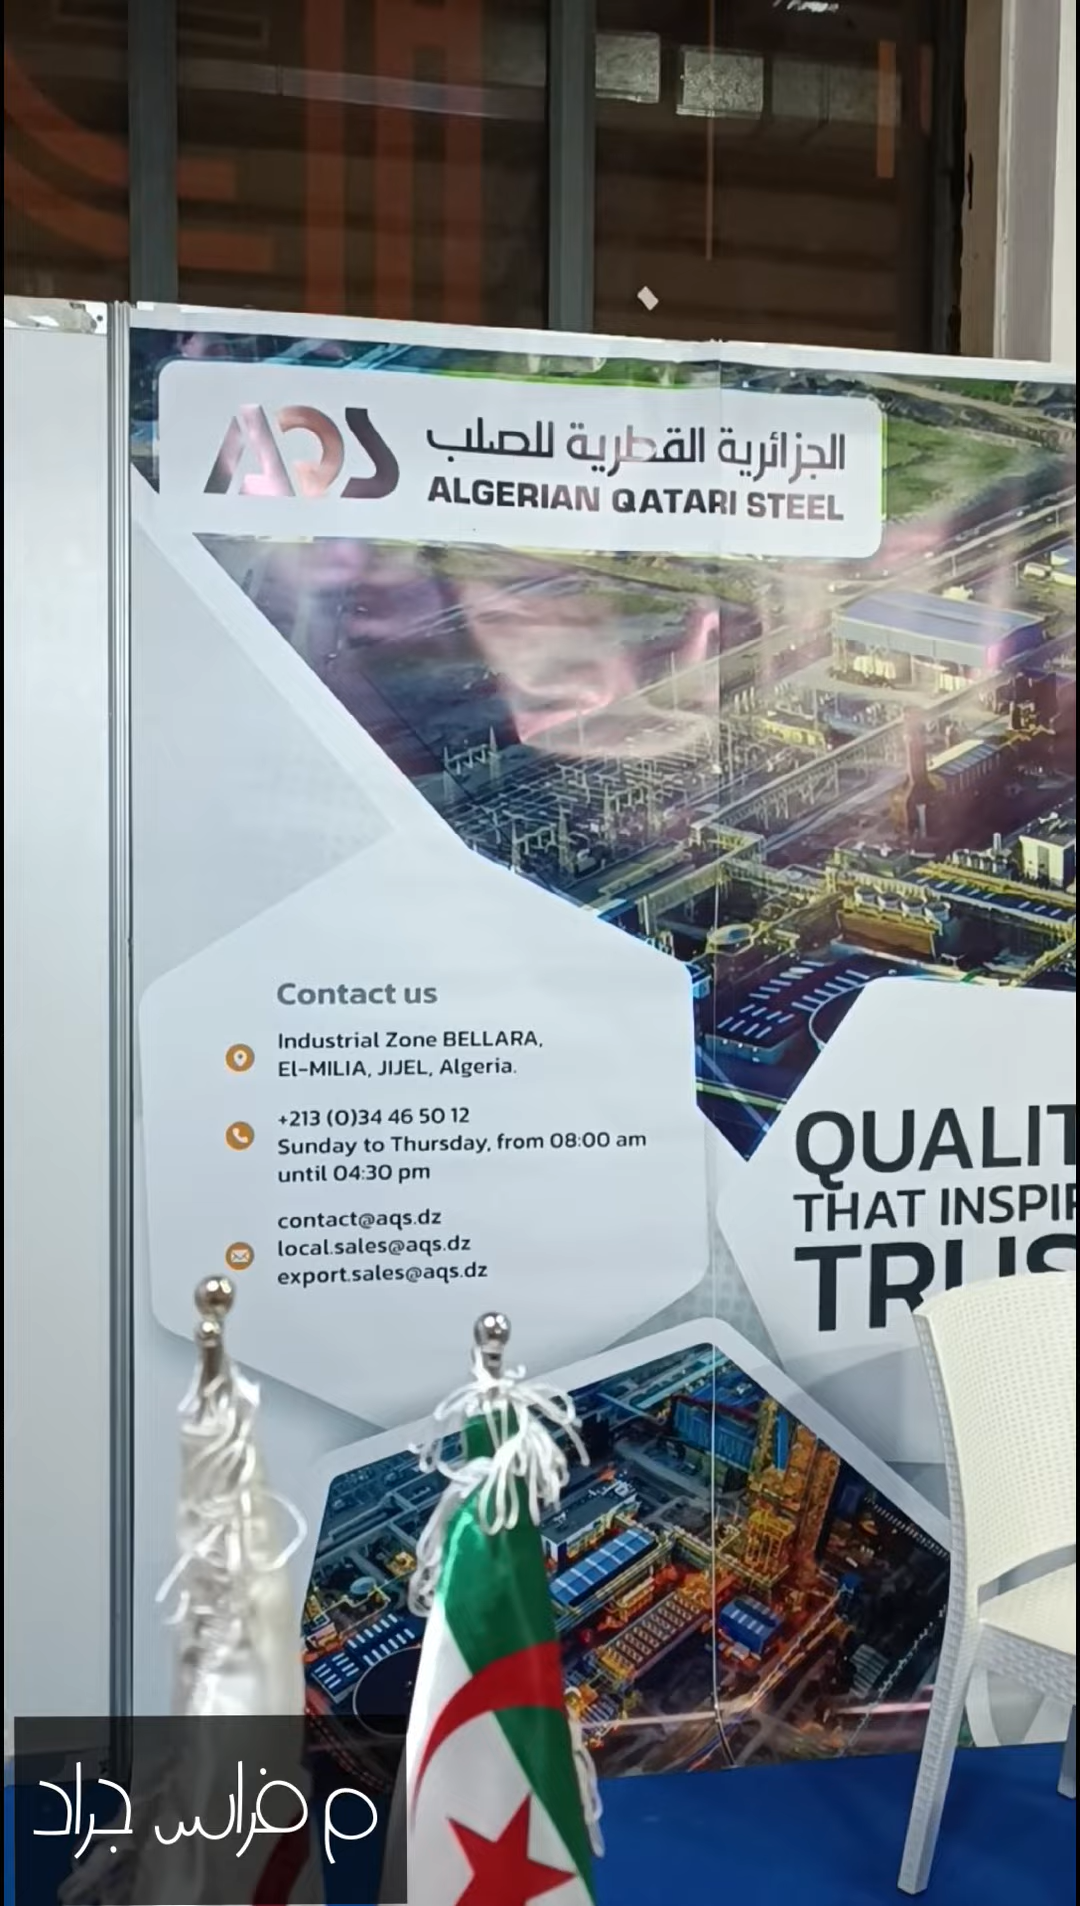 AQS
الجزائرية القطرية للصلب
ALGERIAN QATARI STEEL
Contact us
Industrial Zone BELLARA,
El-MILIA, JIJEL, Algeria.
+213 (0)34 46 50 12
Sunday to Thursday, from 08:00 am
until 04:30 pm
contact@aqs.dz
local.sales@aqs.dz
export.sales@aqs.dz
QUALIT
THAT INSPIR
TRUS
م فراس جراد